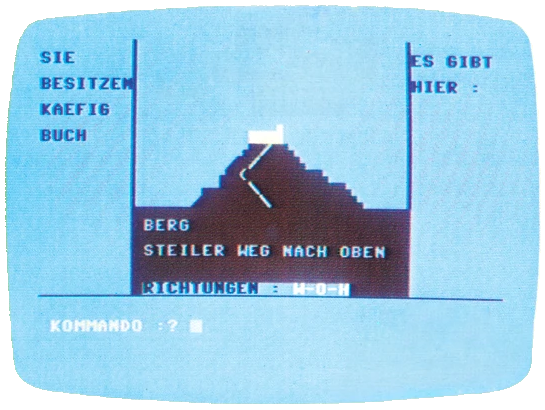 SIE
BESITZEN
KAEFIG
BUCH
ES GIBT
HIER :
BERG
STEILER WEG NACH OBEN
RICHTUNGEN : W-O-H
KOMMANDO :?